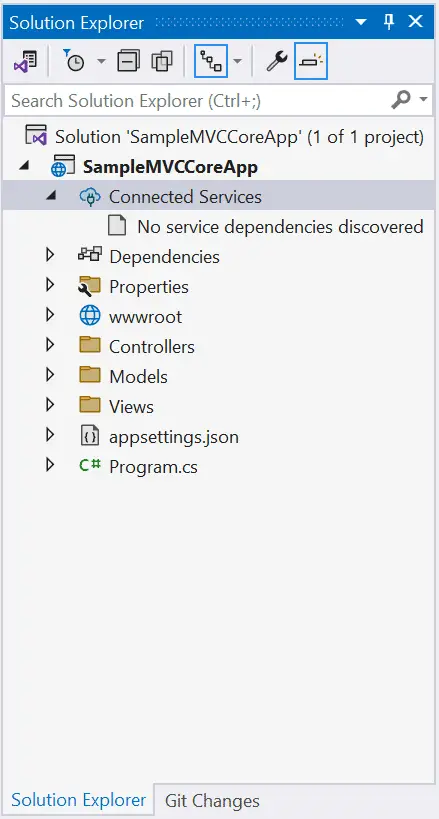 Solution Explorer
Search Solution Explorer (Ctrl+;)
Solution 'SampleMVCCoreApp' (1 of 1 project)
SampleMVCCoreApp
Connected Services
No service dependencies discovered
Dependencies
Properties
wwwroot
Controllers
Models
Views
appsettings.json
C# Program.cs
Solution Explorer Git Changes